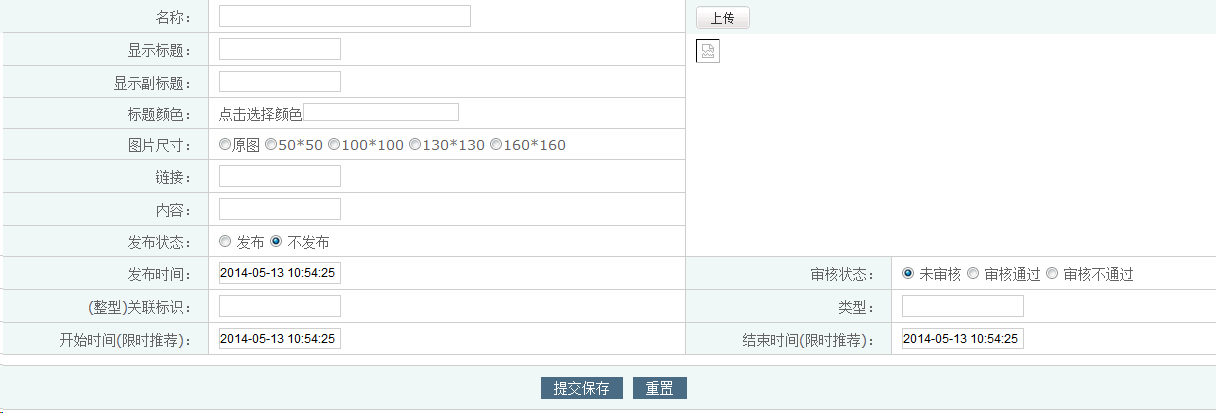 名称： 上传
显示标题：
显示副标题：
标题颜色： 点击选择颜色
图片尺寸： 原图 50*50 100*100 130*130 160*160
链接：
内容：
发布状态： 发布 不发布
发布时间： 2014-05-13 10:54:25 审核状态： 未审核 审核通过 审核不通过
(整型)关联标识： 类型：
开始时间(限时推荐)： 2014-05-13 10:54:25 结束时间(限时推荐)： 2014-05-13 10:54:25
提交保存 重置